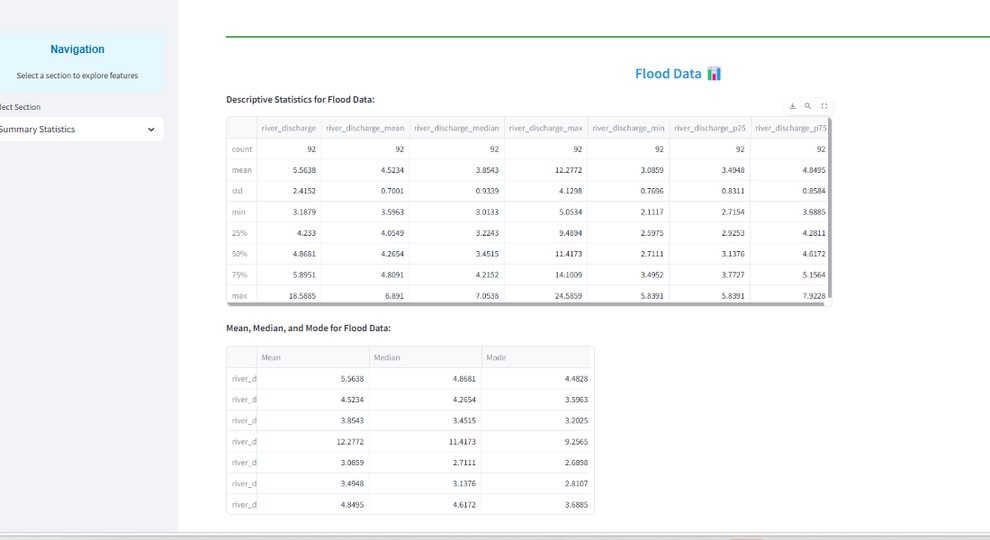 Navigation
Select a section to explore features
lect Section
Summary Statistics
Flood Data
Descriptive Statistics for Flood Data:
river_discharge river_discharge_mean river_discharge_median river_discharge_max river_discharge_min river_discharge_p25 river_discharge_p75
count 92 92 92 92 92 92 92
mean 5.5638 4.5234 3.8543 12.2772 3.0859 3.4948 4.8495
std 2.4152 0.7001 0.9339 4.1298 0.7696 0.8311 0.8584
min 3.1879 3.5963 3.0133 5.0534 2.1117 2.7154 3.6885
25% 4.233 4.0549 3.2243 9.4894 2.5975 2.9253 4.2811
50% 4.8681 4.2654 3.4515 11.4173 2.7111 3.1376 4.6172
75% 5.8951 4.8091 4.2152 14.1009 3.4952 3.7727 5.1564
max 18.5885 6.891 7.0538 24.5859 5.8391 5.8391 7.9228
Mean, Median, and Mode for Flood Data:
Mean Median Mode
river_d 5.5638 4.8681 4.4828
river_d 4.5234 4.2654 3.5963
river_d 3.8543 3.4515 3.2025
river_d 12.2772 11.4173 9.2565
river_d 3.0859 2.7111 2.6898
river_d 3.4948 3.1376 2.8107
river_d 4.8495 4.6172 3.6885